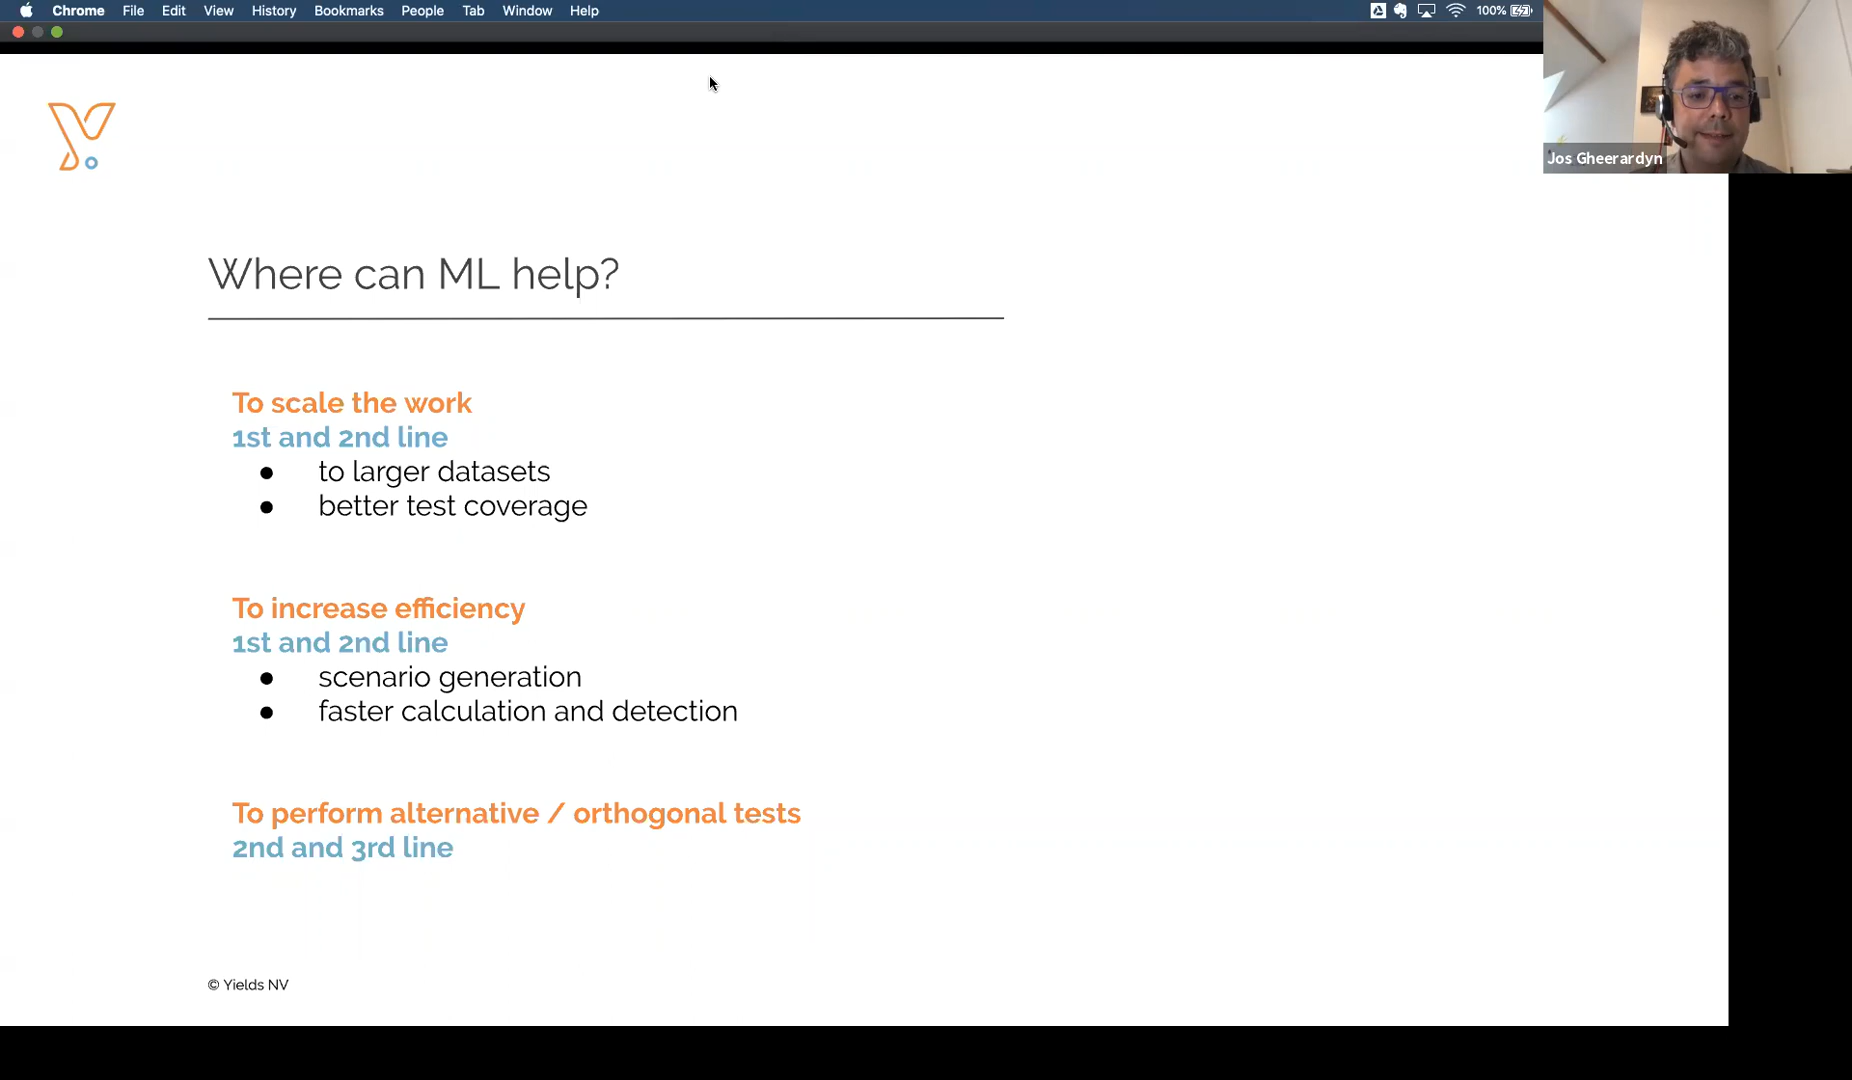 Chrome File Edit View History Bookmarks People Tab Window Help
100%
Jos Gheerardyn
Where can ML help?
To scale the work
1st and 2nd line
● to larger datasets
● better test coverage
To increase efficiency
1st and 2nd line
● scenario generation
● faster calculation and detection
To perform alternative / orthogonal tests
2nd and 3rd line
© Yields NV